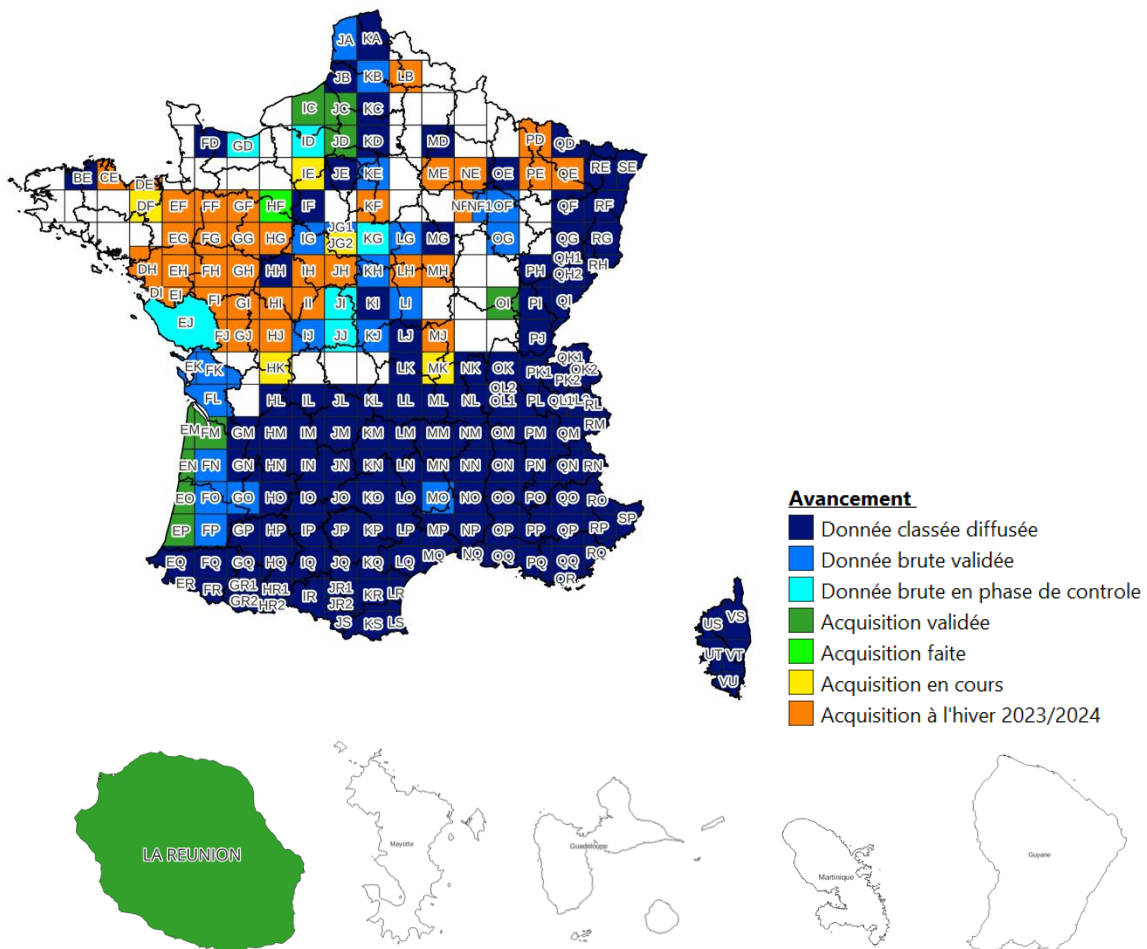 JA KA
JB KB LB
IC JC KC
FD GD ID JD KD MD PD QD
BE CE DE IE JE KE ME NE OE PE QE RE SE
DF EF FF GF HF IF KF NF NF1 OF QF RF
EG FG GG HG IG JG1 KG LG MG OG QG RG
JG2
DH EH FH GH HH IH JH KH LH MH PH QH1 RH
QH2
DI EI FI GI HI II JI KI LI OI PI QI
EJ FJ GJ HJ IJ JJ KJ LJ MJ PJ
EK FK HK LK MK NK OK PK1 QK1 QK2
PK2
FL HL IL JL KL LL ML NL OL2 PL QL1 RL
OL1
EM FM GM HM IM JM KM LM MM NM OM PM QM RM
EN FN GN HN IN JN KN LN MN NN ON PN QN RN
EO FO GO HO IO JO KO LO MO NO OO PO QO RO
EP FP GP HP IP JP KP LP MP NP OP PP QP RP SP
EQ FQ GQ HQ IQ JQ KQ LQ MQ NQ QQ PQ QQ RQ
ER FR GR1 HR1 IR JR1 KR LR QR
GR2 HR2 JR2
JS KS LS
US VS
UT VT
VU
Avancement
Donnée classée diffusée
Donnée brute validée
Donnée brute en phase de controle
Acquisition validée
Acquisition faite
Acquisition en cours
Acquisition à l'hiver 2023/2024
LA REUNION
Mayotte
Guadeloupe
Martinique
Guyane